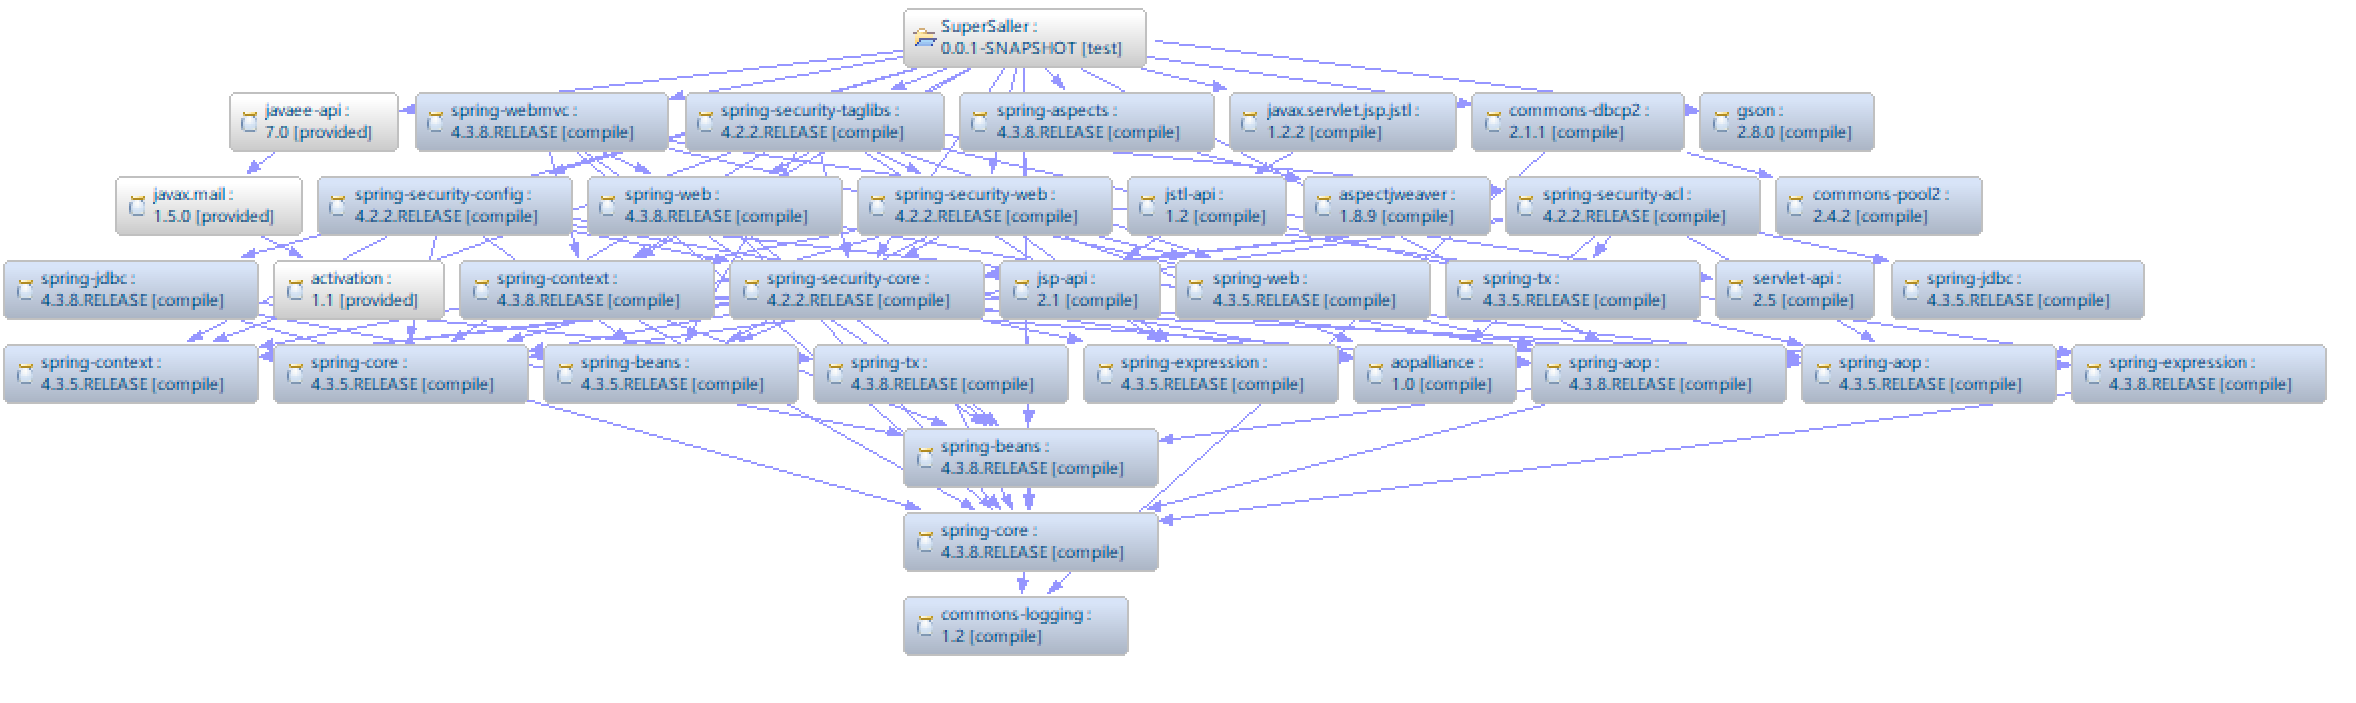 SuperSaller :
0.0.1-SNAPSHOT [test]
javaee-api :
7.0 [provided]
spring-webmvc :
4.3.8.RELEASE [compile]
spring-security-taglibs :
4.2.2.RELEASE [compile]
spring-aspects :
4.3.8.RELEASE [compile]
javax.servlet.jsp.jstl :
1.2.2 [compile]
commons-dbcp2 :
2.1.1 [compile]
gson :
2.8.0 [compile]
javax.mail :
1.5.0 [provided]
spring-security-config :
4.2.2.RELEASE [compile]
spring-web :
4.3.8.RELEASE [compile]
spring-security-web :
4.2.2.RELEASE [compile]
jstl-api :
1.2 [compile]
aspectjweaver :
1.8.9 [compile]
spring-security-acl :
4.2.2.RELEASE [compile]
commons-pool2 :
2.4.2 [compile]
spring-jdbc :
4.3.8.RELEASE [compile]
activation :
1.1 [provided]
spring-context :
4.3.8.RELEASE [compile]
spring-security-core :
4.2.2.RELEASE [compile]
jsp-api :
2.1 [compile]
spring-web :
4.3.5.RELEASE [compile]
spring-tx :
4.3.5.RELEASE [compile]
servlet-api :
2.5 [compile]
spring-jdbc :
4.3.5.RELEASE [compile]
spring-context :
4.3.5.RELEASE [compile]
spring-core :
4.3.5.RELEASE [compile]
spring-beans :
4.3.5.RELEASE [compile]
spring-tx :
4.3.8.RELEASE [compile]
spring-expression :
4.3.5.RELEASE [compile]
aopalliance :
1.0 [compile]
spring-aop :
4.3.8.RELEASE [compile]
spring-aop :
4.3.5.RELEASE [compile]
spring-expression :
4.3.8.RELEASE [compile]
spring-beans :
4.3.8.RELEASE [compile]
spring-core :
4.3.8.RELEASE [compile]
commons-logging :
1.2 [compile]